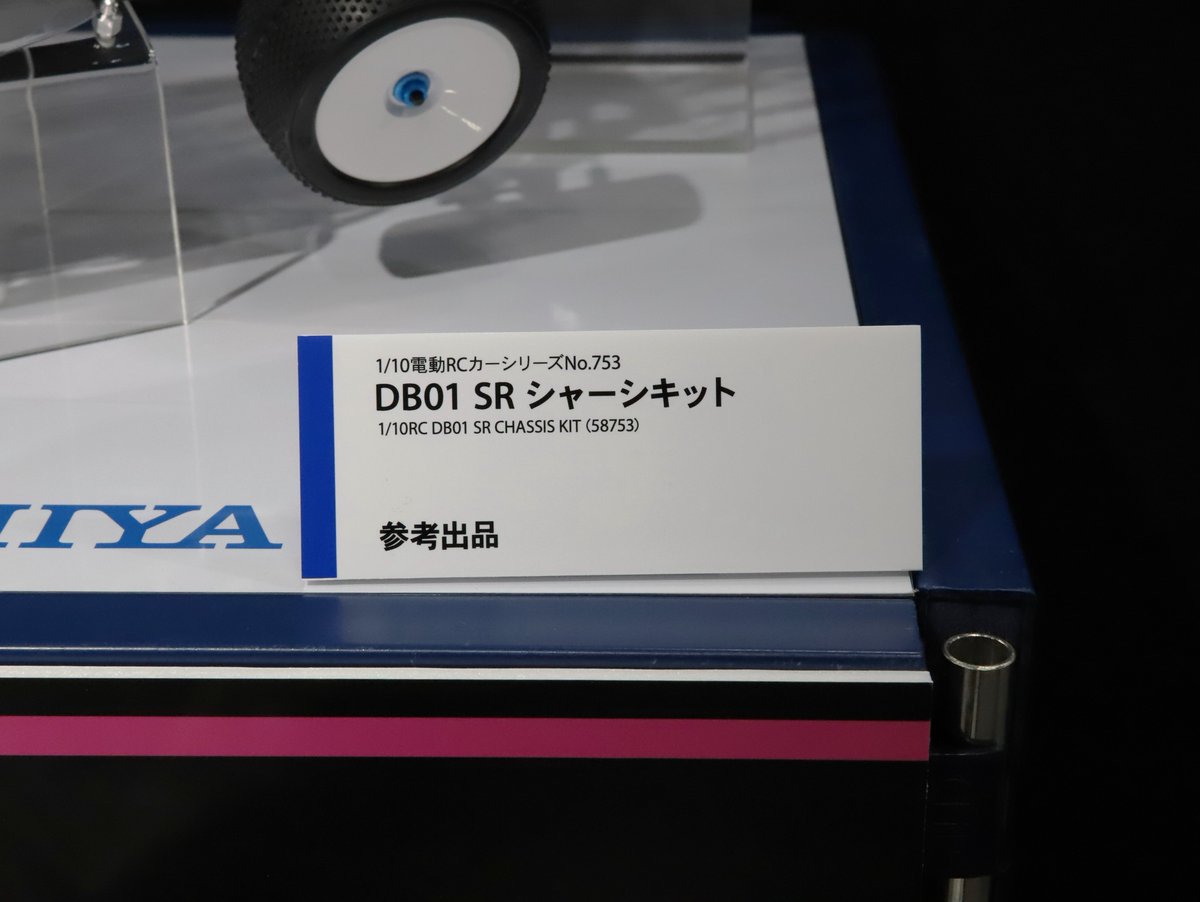 1/10電動RCカーシリーズNo.753
DB01 SR シャーシキット
1/10RC DB01 SR CHASSIS KIT (58753)
参考出品
IYA